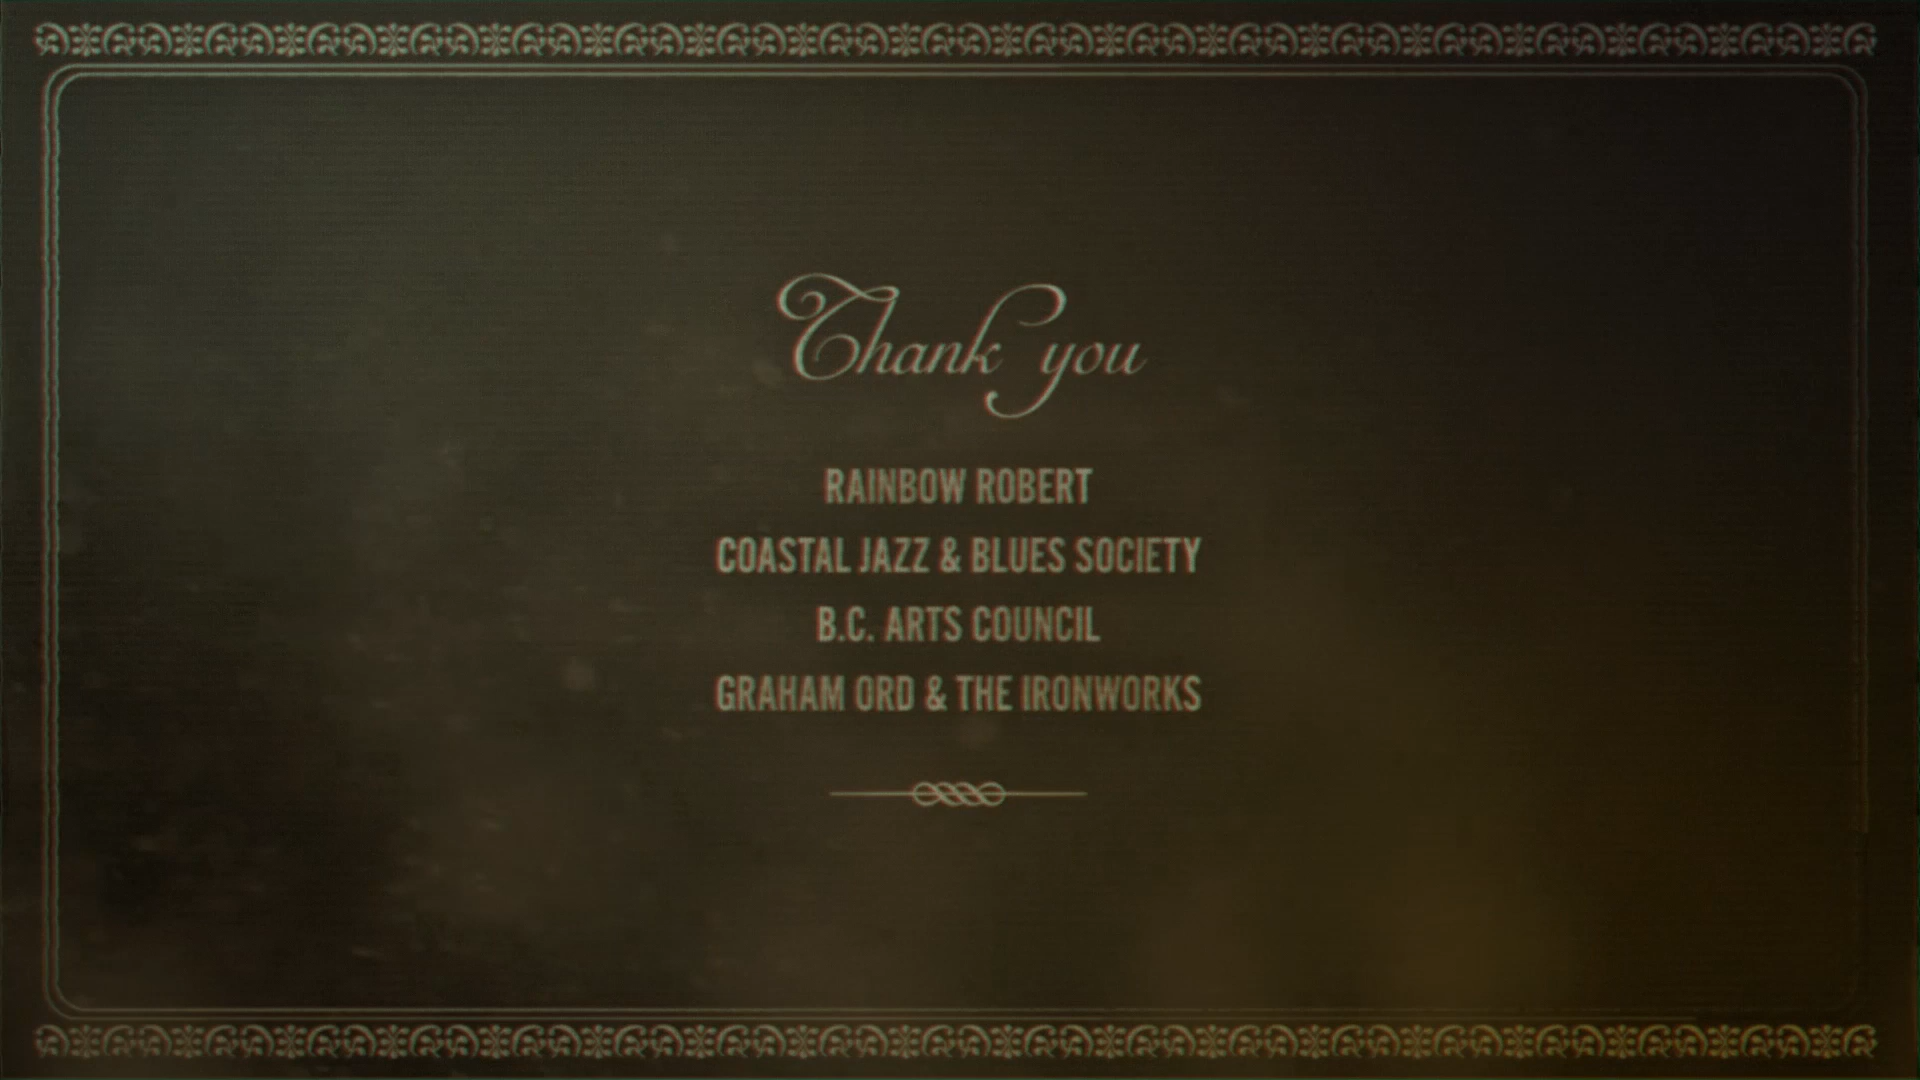 Thank you
RAINBOW ROBERT
COASTAL JAZZ & BLUES SOCIETY
B.C. ARTS COUNCIL
GRAHAM ORD & THE IRONWORKS